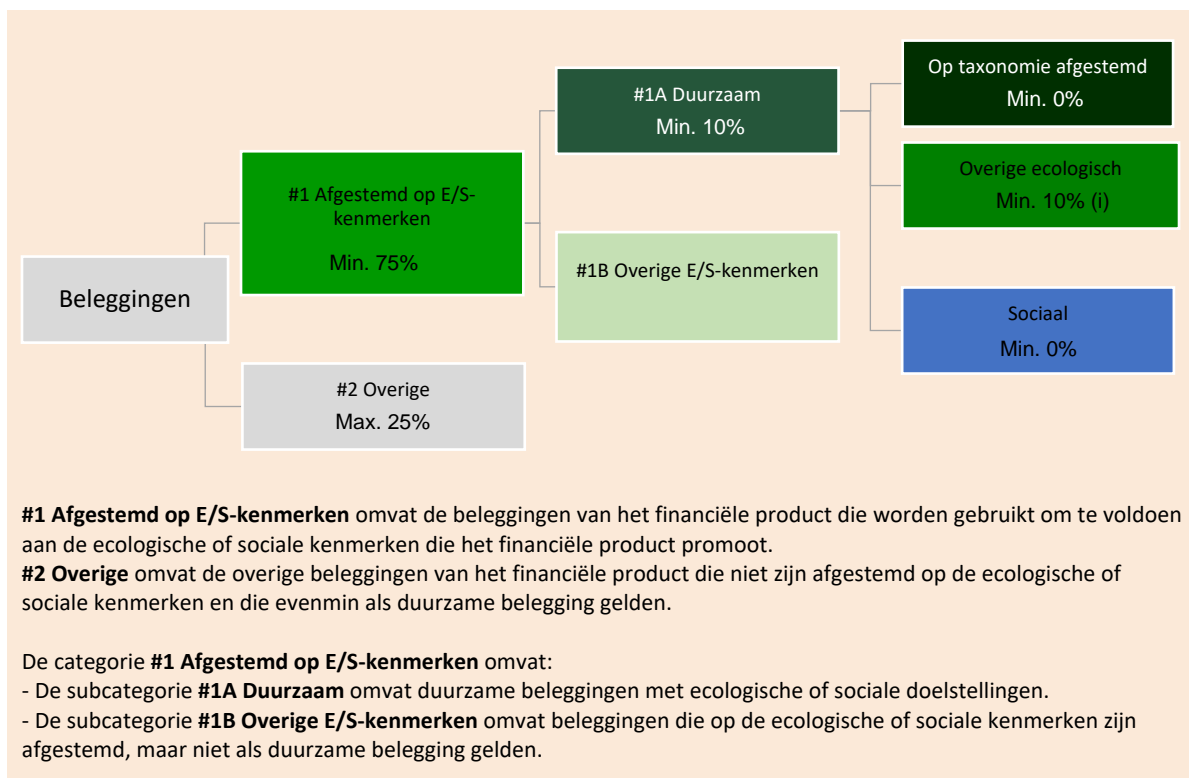 Beleggingen
#1 Afgestemd op E/S-
kenmerken
Min. 75%
#2 Overige
Max. 25%
#1A Duurzaam
Min. 10%
#1B Overige E/S-kenmerken
Op taxonomie afgestemd
Min. 0%
Overige ecologisch
Min. 10% (i)
Sociaal
Min. 0%
#1 Afgestemd op E/S-kenmerken omvat de beleggingen van het financiële product die worden gebruikt om te voldoen
aan de ecologische of sociale kenmerken die het financiële product promoot.
#2 Overige omvat de overige beleggingen van het financiële product die niet zijn afgestemd op de ecologische of
sociale kenmerken en die evenmin als duurzame belegging gelden.
De categorie #1 Afgestemd op E/S-kenmerken omvat:
- De subcategorie #1A Duurzaam omvat duurzame beleggingen met ecologische of sociale doelstellingen.
- De subcategorie #1B Overige E/S-kenmerken omvat beleggingen die op de ecologische of sociale kenmerken zijn
afgestemd, maar niet als duurzame belegging gelden.